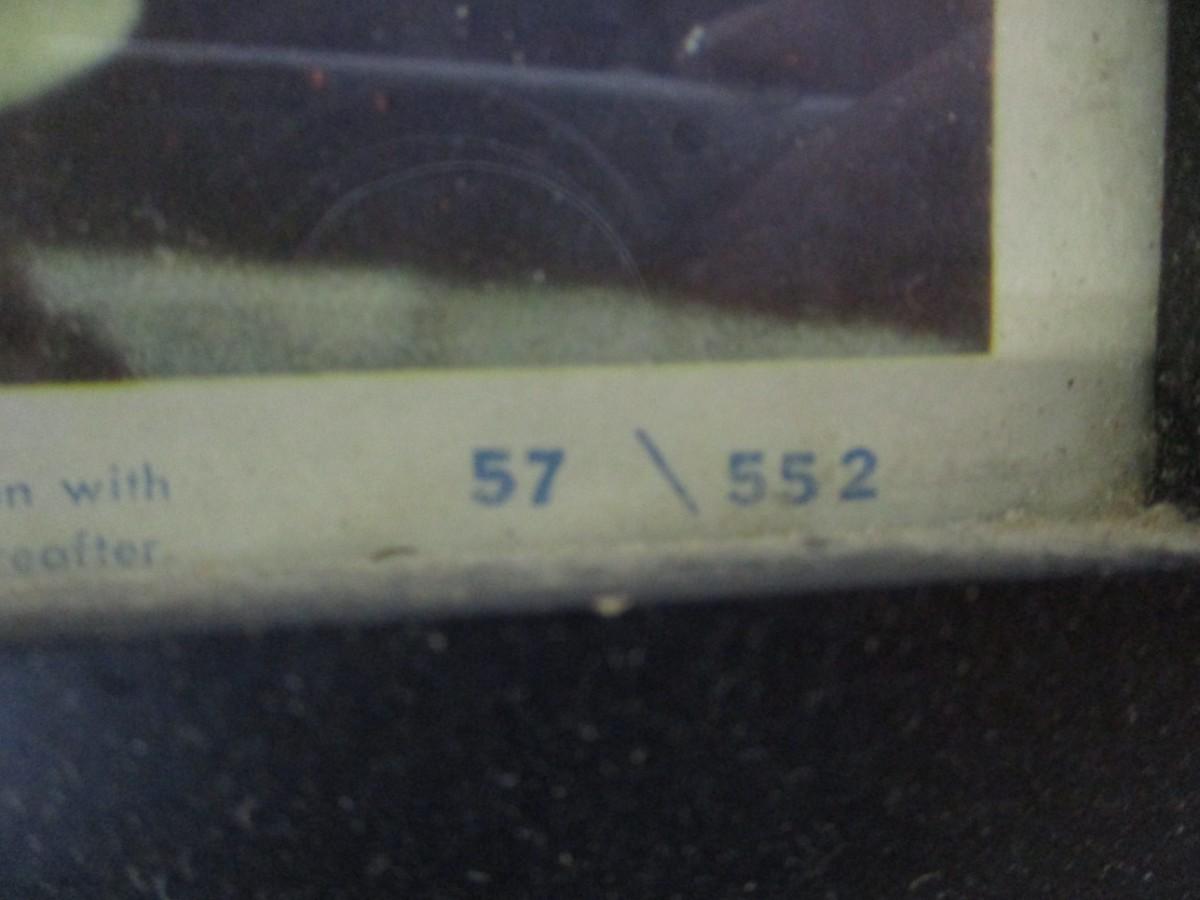 with 57 \ 552
reafter